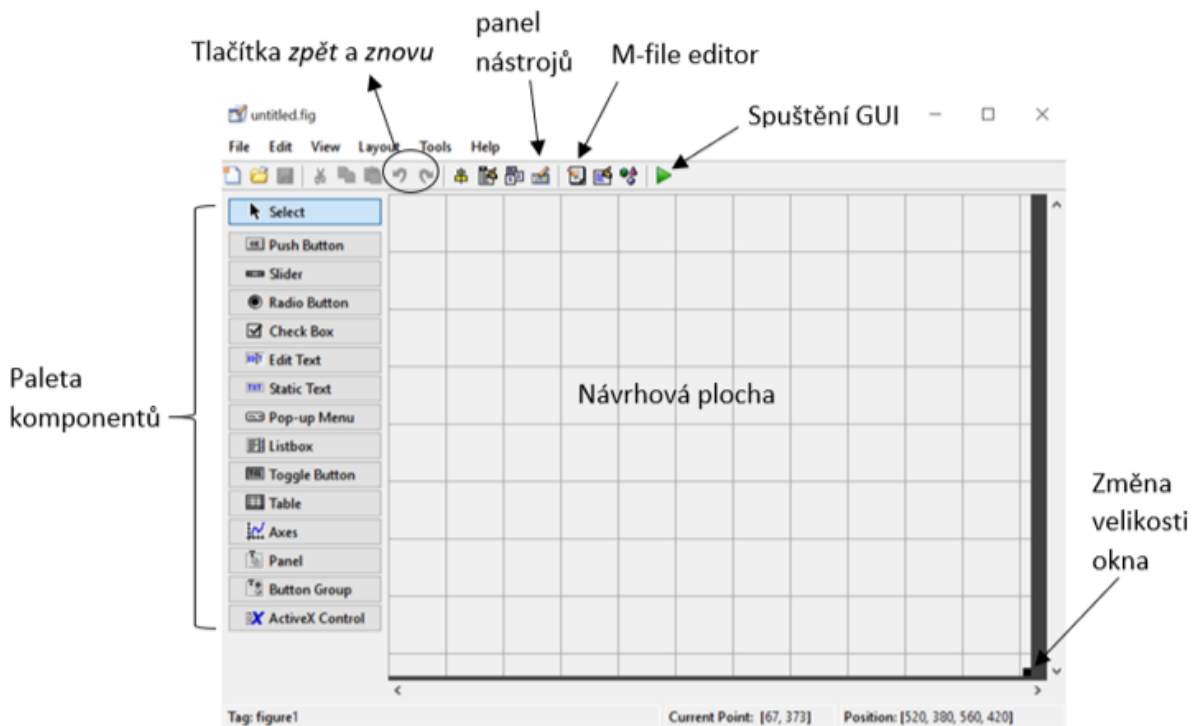 Tlačítka zpět a znovu
panel
nástrojů
M-file editor
Spuštění GUI
untitled.fig
File Edit View Layout Tools Help
Select
Push Button
Slider
Radio Button
Check Box
Edit Text
TXT Static Text
Pop-up Menu
Listbox
Toggle Button
Table
Axes
Panel
Button Group
ActiveX Control
Paleta
komponentů
Návrhová plocha
Změna
velikosti
okna
Tag: figure1
Current Point: [67, 373]
Position: [520, 380, 560, 420]